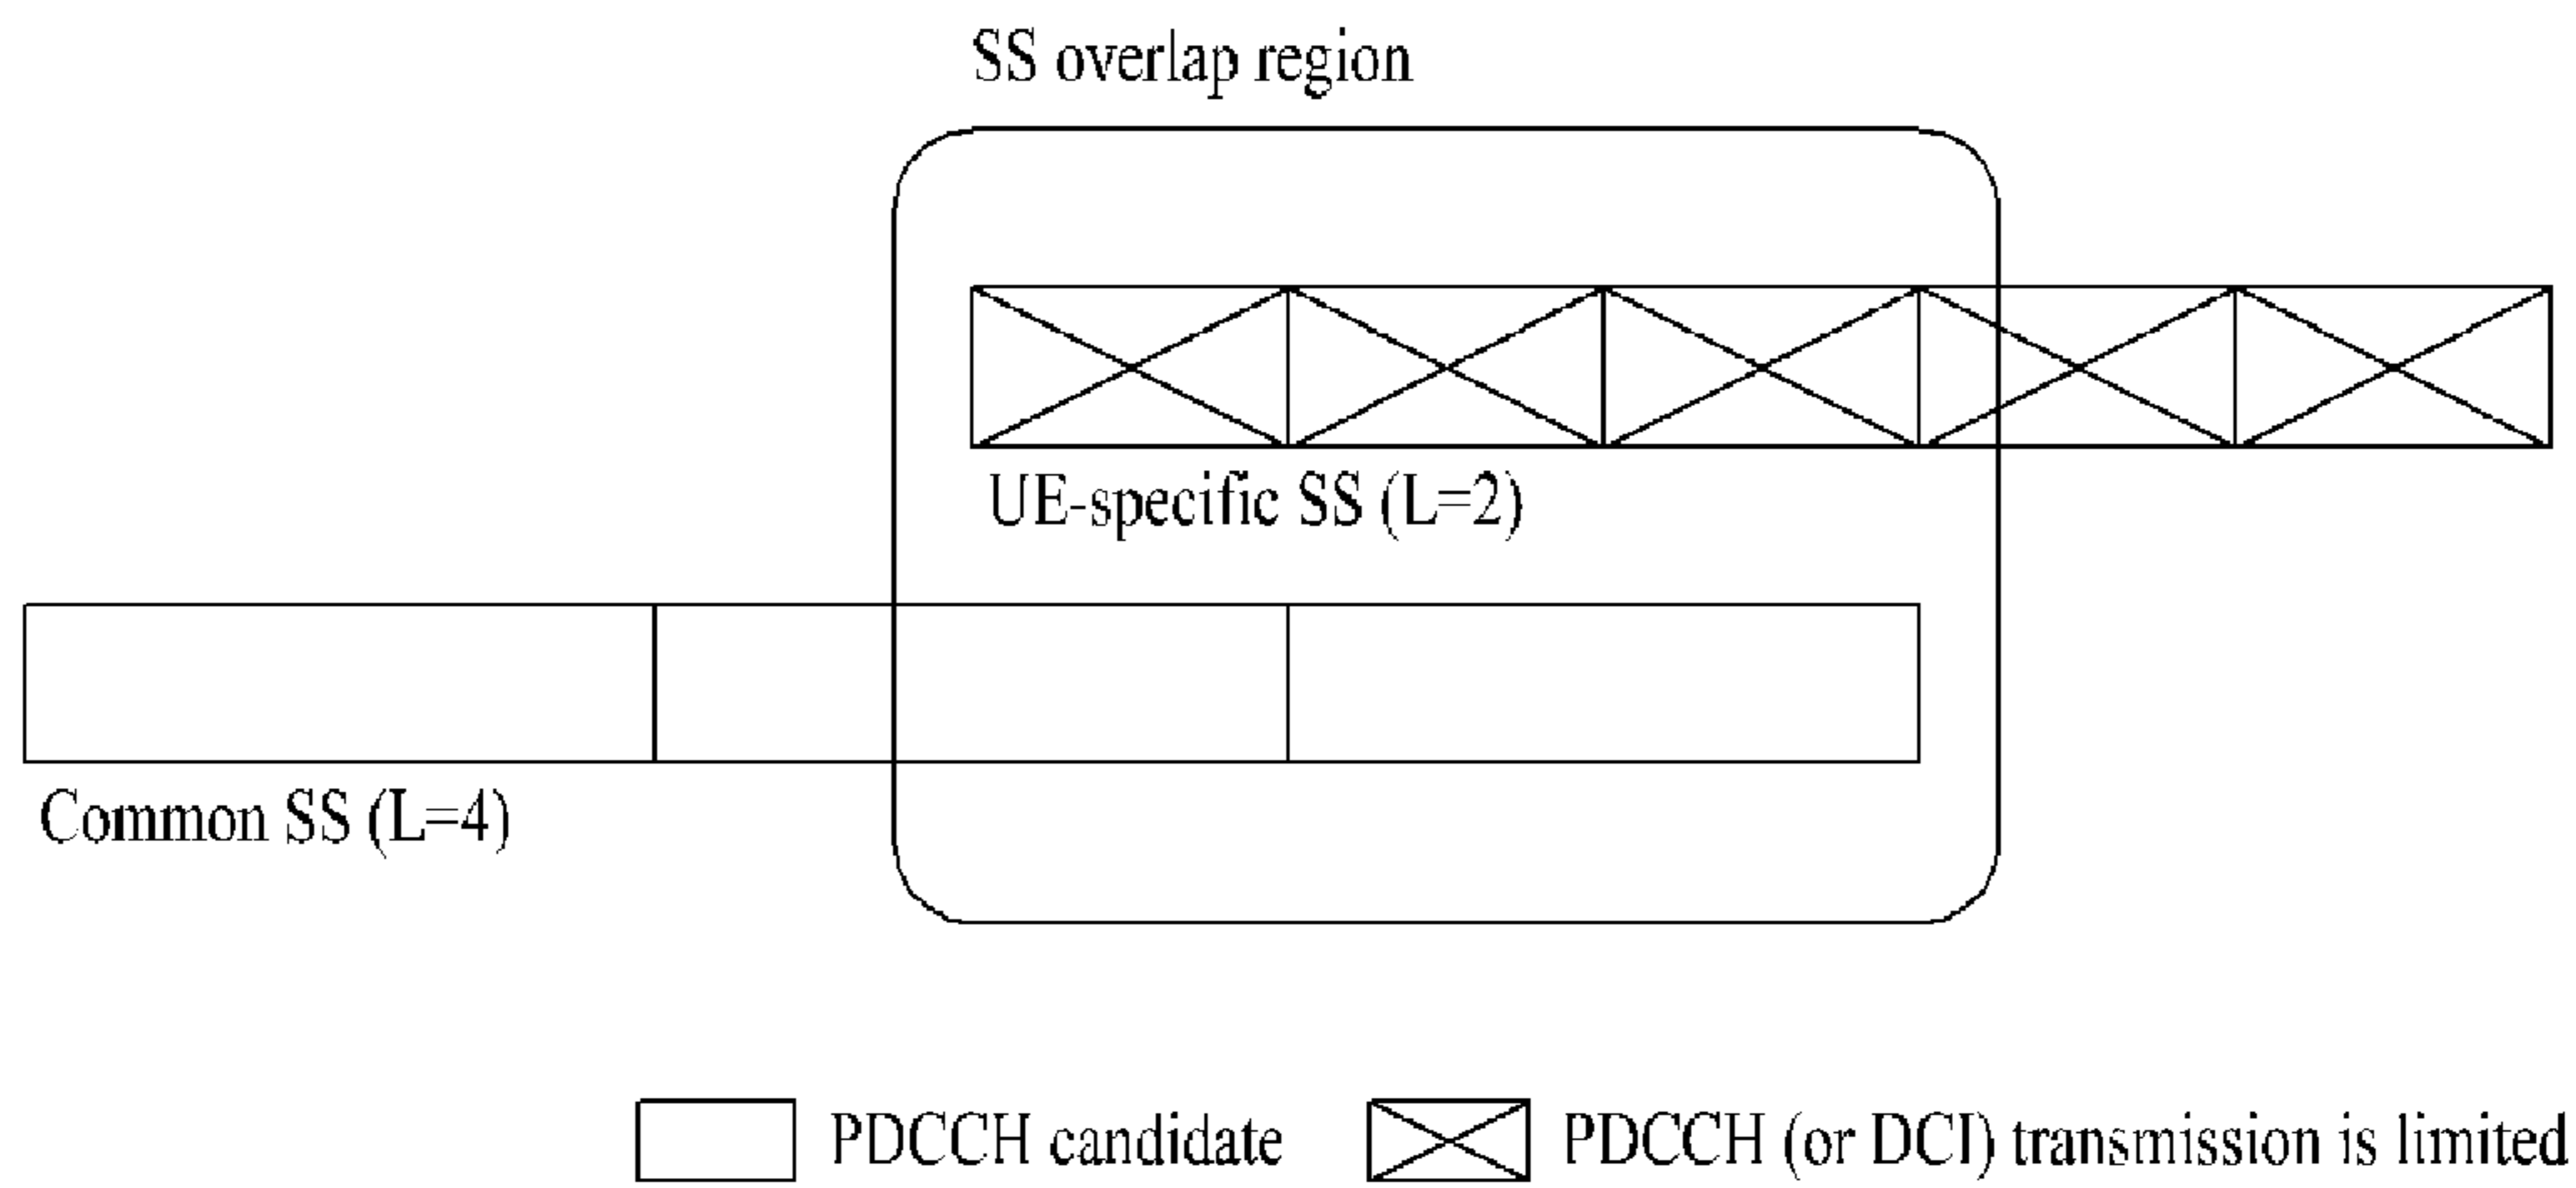 SS overlap region
UE-specific SS (L=2)
Common SS (L=4)
PDCCH candidate
PDCCH (or DCI) transmission is limited